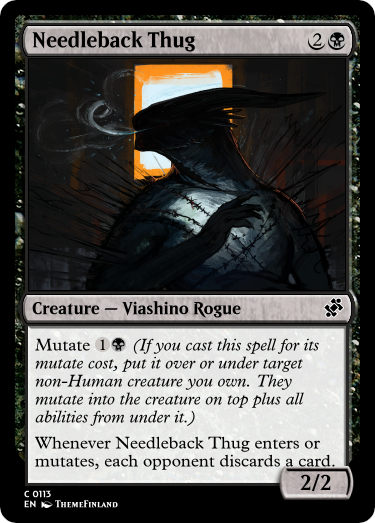 Needleback Thug 2
Creature — Viashino Rogue
Mutate 1 (If you cast this spell for its
mutate cost, put it over or under target
non-Human creature you own. They
mutate into the creature on top plus all
abilities from under it.)
Whenever Needleback Thug enters or
mutates, each opponent discards a card.
2/2
C 0113
EN ThemeFinland